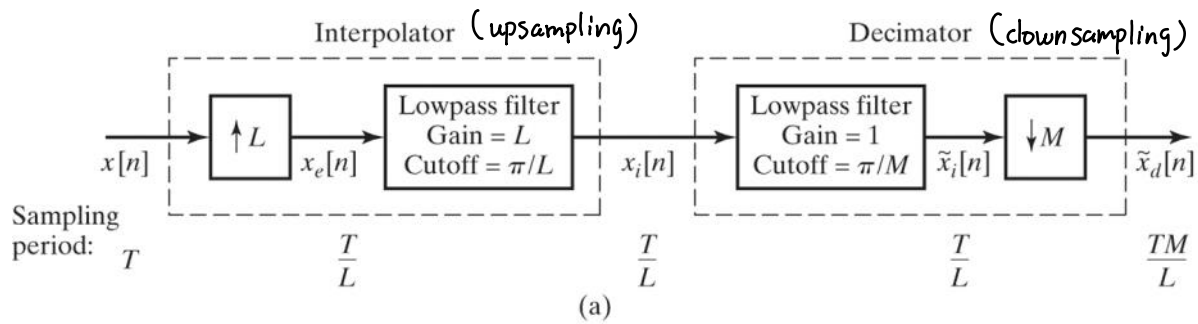 Interpolator (upsampling)
Decimator (downsampling)
x[n]
↑L
x_e[n]
Lowpass filter
Gain = L
Cutoff = π/L
x_i[n]
Lowpass filter
Gain = 1
Cutoff = π/M
x̃_i[n]
↓M
x̃_d[n]
Sampling
period:
T
T/L
T/L
T/L
TM/L
(a)